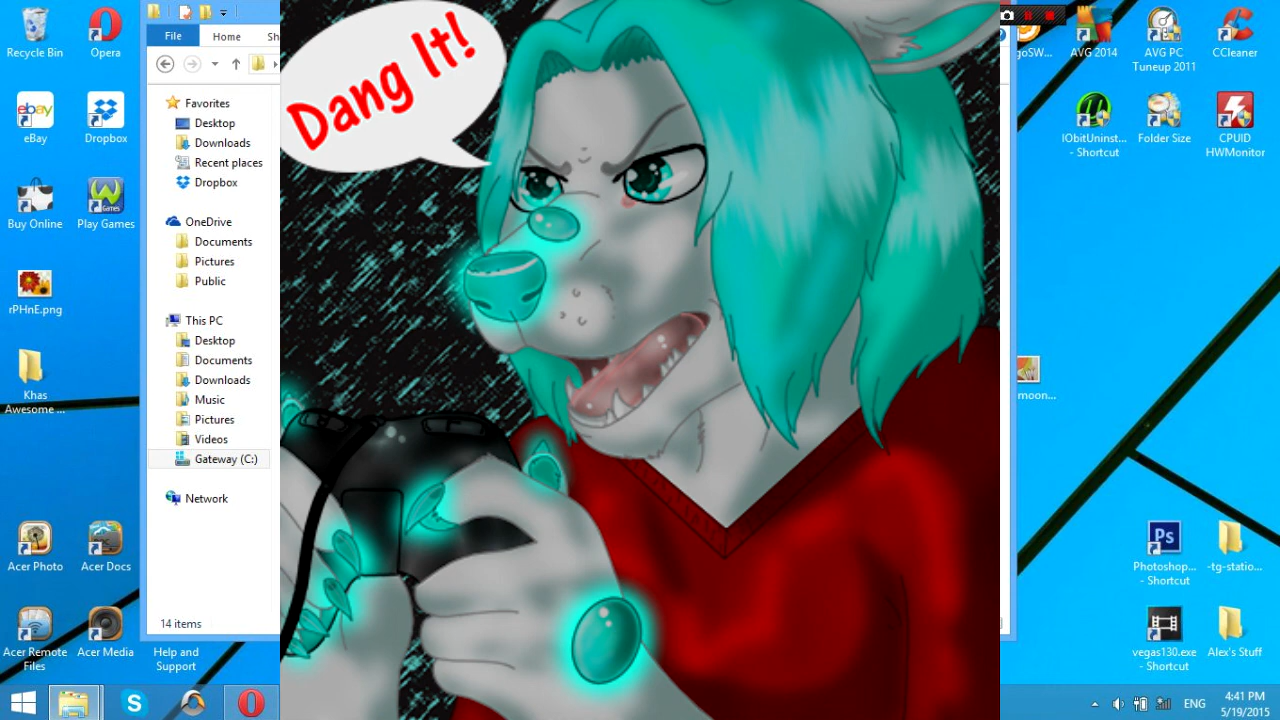 Recycle Bin
Opera
eBay
Dropbox
Buy Online
Play Games
Games
rPHnE.png
Khas
Awesome ...
Acer Photo
Acer Docs
Acer Remote
Files
Acer Media
Help and
Support
File
Home
Sh
Favorites
Desktop
Downloads
Recent places
Dropbox
OneDrive
Documents
Pictures
Public
This PC
Desktop
Documents
Downloads
Music
Pictures
Videos
Gateway (C:)
Network
14 items
Dang It!
goSW...
AVG 2014
AVG PC
Tuneup 2011
CCleaner
IObitUninst...
- Shortcut
Folder Size
CPUID
HWMonitor
moon...
Ps
Photoshop...
- Shortcut
-tg-statio...
vegas130.exe
- Shortcut
Alex's Stuff
ENG
4:41 PM
5/19/2015